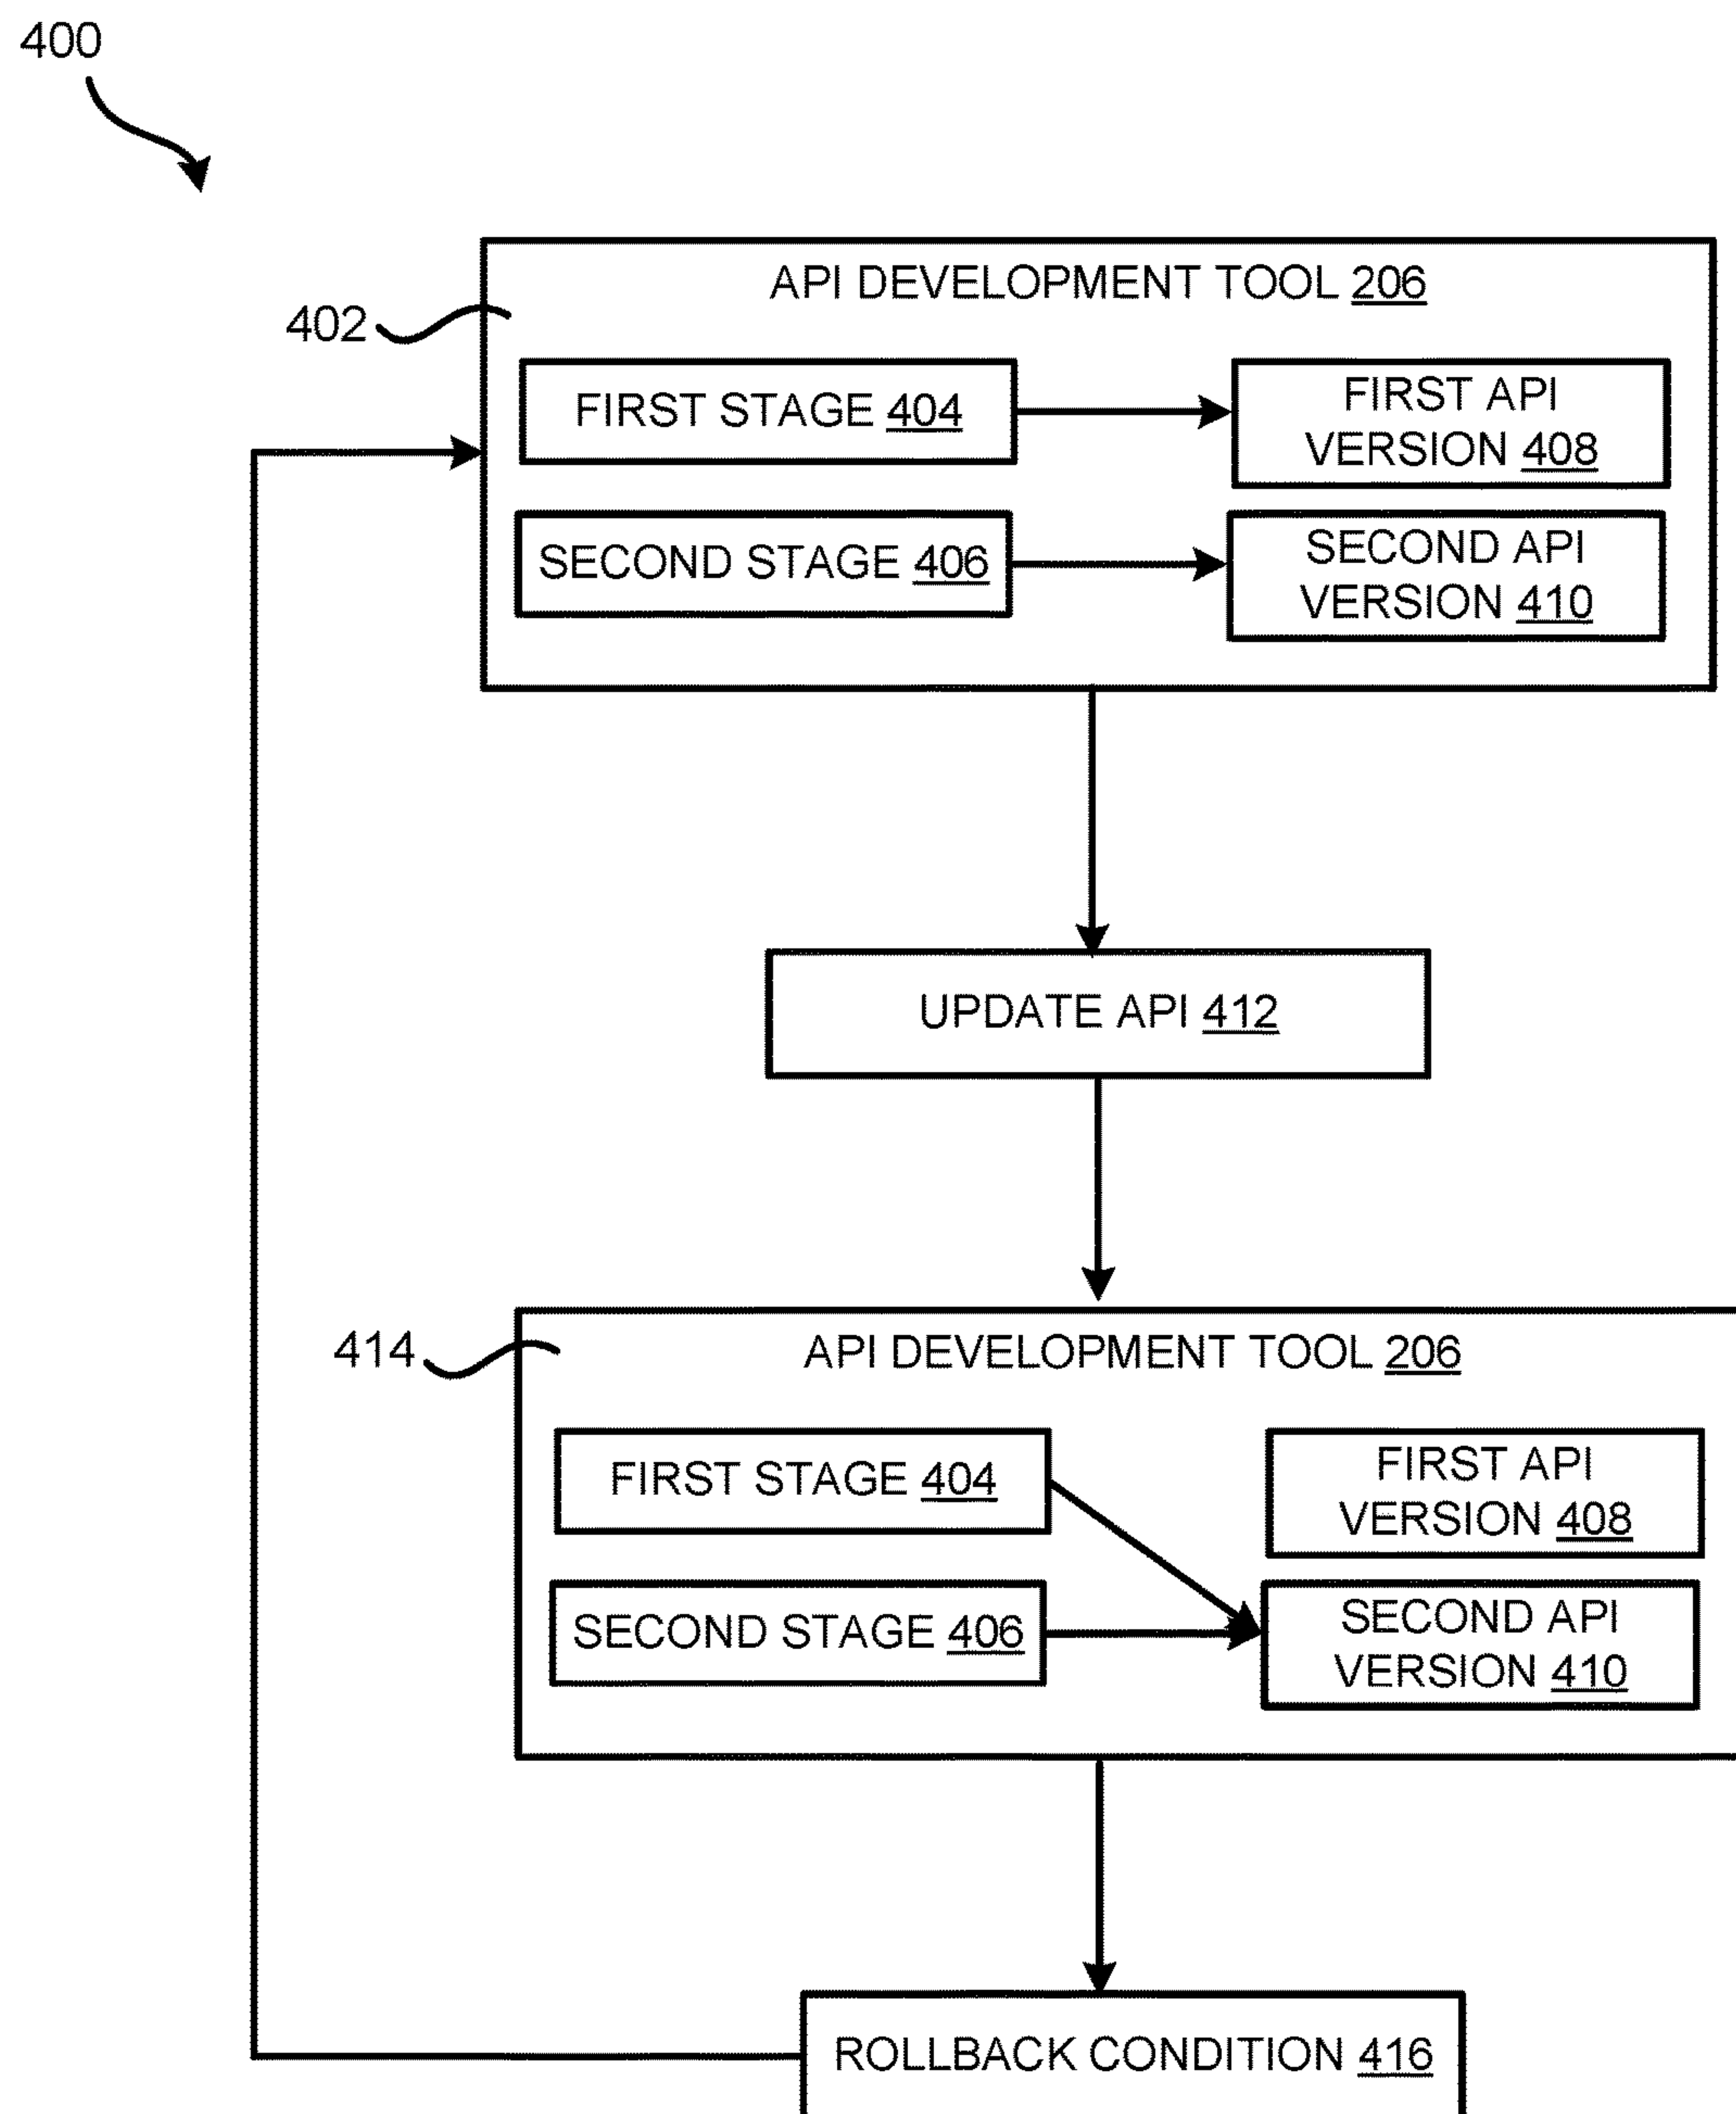 400
API DEVELOPMENT TOOL 206
402
FIRST STAGE 404
FIRST API
VERSION 408
SECOND STAGE 406
SECOND API
VERSION 410
UPDATE API 412
414
API DEVELOPMENT TOOL 206
FIRST STAGE 404
FIRST API
VERSION 408
SECOND STAGE 406
SECOND API
VERSION 410
ROLLBACK CONDITION 416